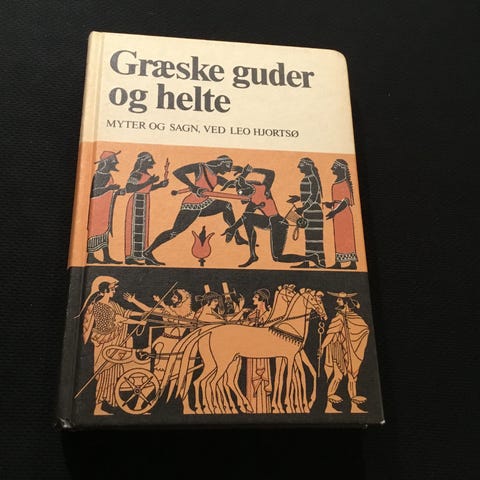 Græske guder
og helte
MYTER OG SAGN, VED LEO HJORTSØ